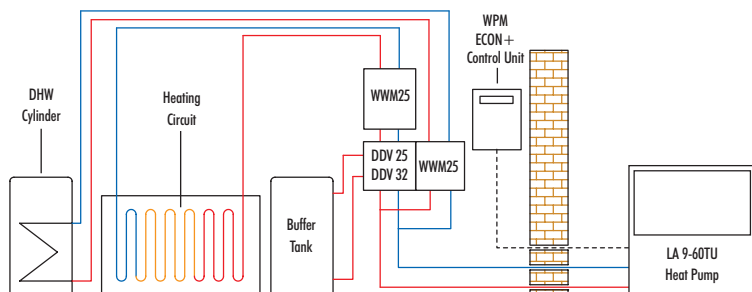 WPM
ECON+
Control Unit
DHW
Cylinder
Heating
Circuit
WWM25
DDV 25
DDV 32
WWM25
Buffer
Tank
LA 9-60TU
Heat Pump